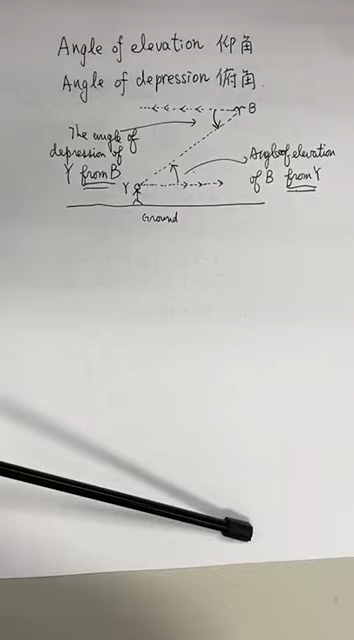 Angle of elevation 仰角
Angle of depression 俯角
B
The angle of
depression of
Y from B
Angle of elevation
of B from Y
Y
Ground